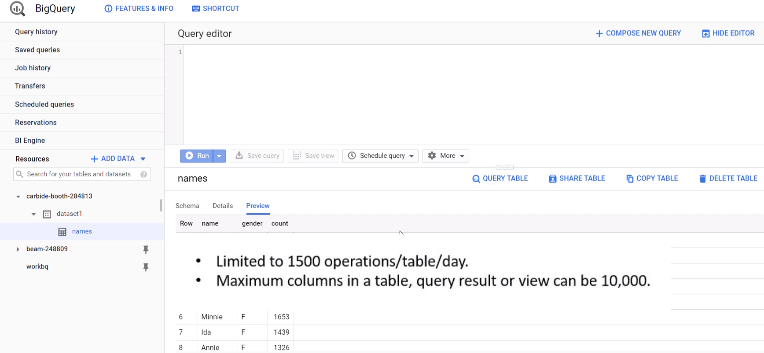 BigQuery
FEATURES & INFO
SHORTCUT
Query history
Saved queries
Job history
Transfers
Scheduled queries
Reservations
BI Engine
Resources
ADD DATA
Search for your tables and datasets
carbide-booth-284813
dataset1
names
beam-248809
workbq
Query editor
COMPOSE NEW QUERY
HIDE EDITOR
1
Run
Save query
Save view
Schedule query
More
names
QUERY TABLE
SHARE TABLE
COPY TABLE
DELETE TABLE
Schema Details Preview
Row name gender count
• Limited to 1500 operations/table/day.
• Maximum columns in a table, query result or view can be 10,000.
6 Minnie F 1653
7 Ida F 1439
8 Annie F 1326